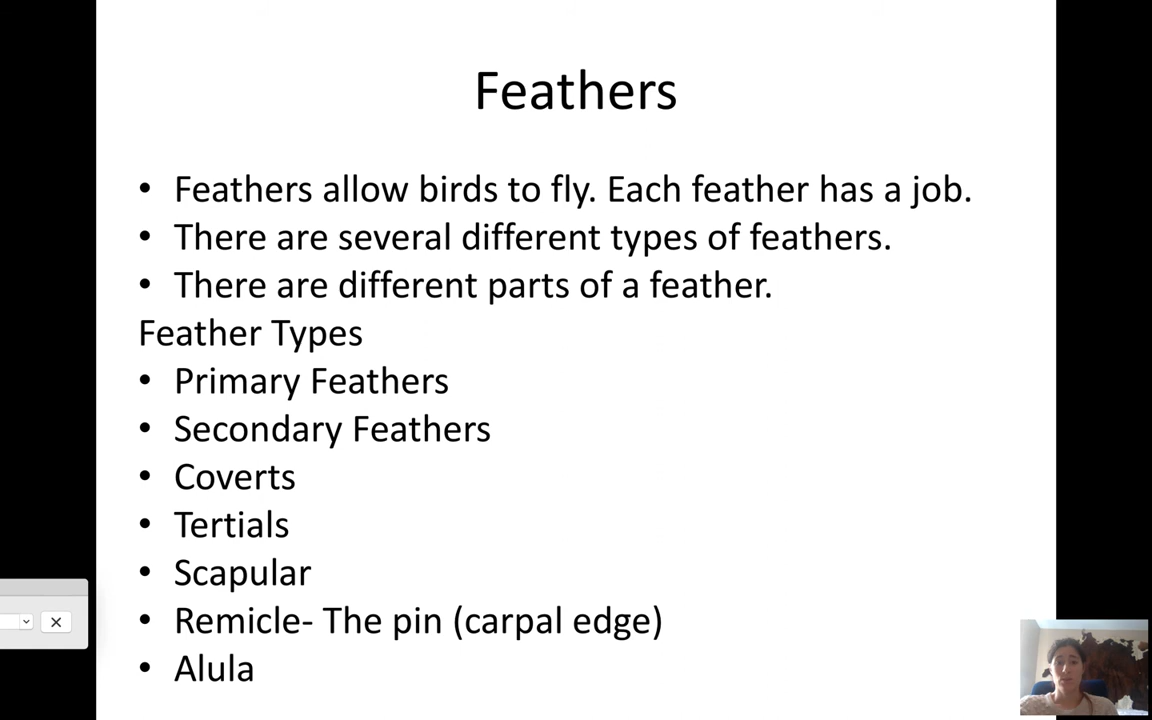 Feathers
• Feathers allow birds to fly. Each feather has a job.
• There are several different types of feathers.
• There are different parts of a feather.
Feather Types
• Primary Feathers
• Secondary Feathers
• Coverts
• Tertials
• Scapular
• Remicle- The pin (carpal edge)
• Alula